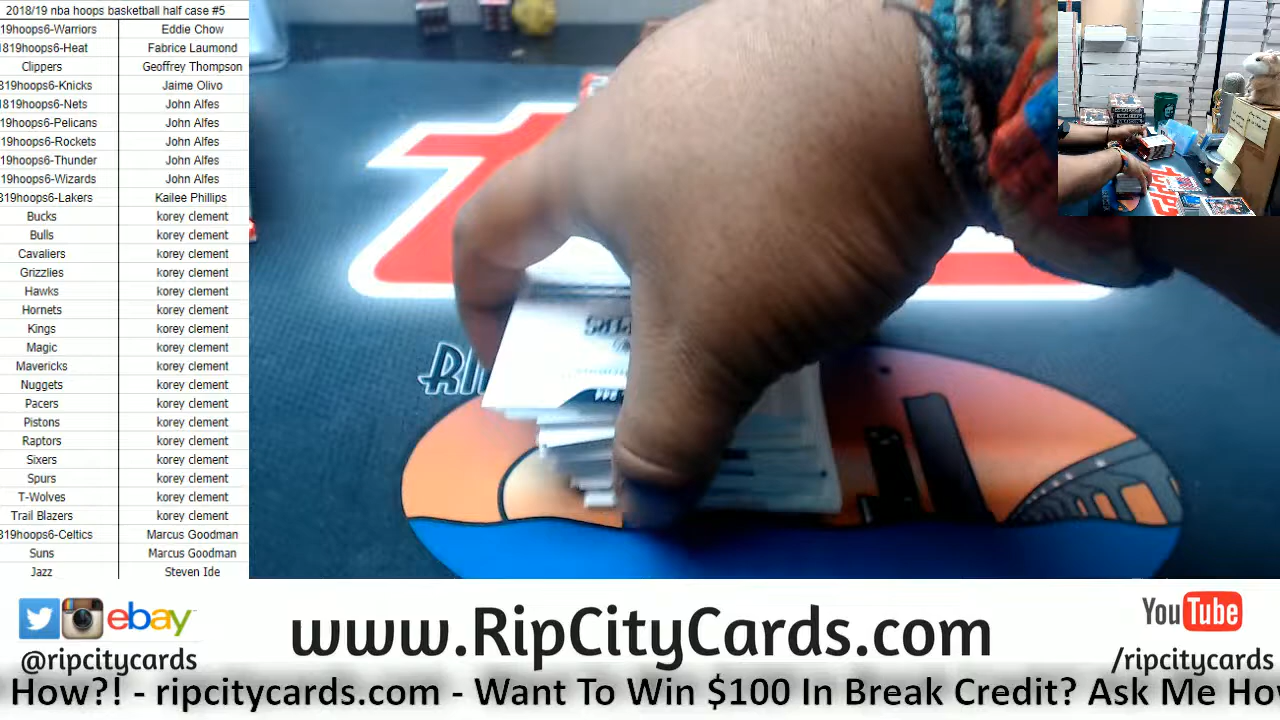 2018/19 nba hoops basketball half case #5
19hoops6-Warriors Eddie Chow
1819hoops6-Heat Fabrice Laumond
Clippers Geoffrey Thompson
819hoops6-Knicks Jaime Olivo
1819hoops6-Nets John Alfes
19hoops6-Pelicans John Alfes
19hoops6-Rockets John Alfes
19hoops6-Thunder John Alfes
19hoops6-Wizards John Alfes
819hoops6-Lakers Kailee Phillips
Bucks korey clement
Bulls korey clement
Cavaliers korey clement
Grizzlies korey clement
Hawks korey clement
Hornets korey clement
Kings korey clement
Magic korey clement
Mavericks korey clement
Nuggets korey clement
Pacers korey clement
Pistons korey clement
Raptors korey clement
Sixers korey clement
Spurs korey clement
T-Wolves korey clement
Trail Blazers korey clement
819hoops6-Celtics Marcus Goodman
Suns Marcus Goodman
Jazz Steven Ide
TOPPS
RI
ebay
@ripcitycards
www.RipCityCards.com
YouTube
/ripcitycards
How?! - ripcitycards.com - Want To Win $100 In Break Credit? Ask Me How